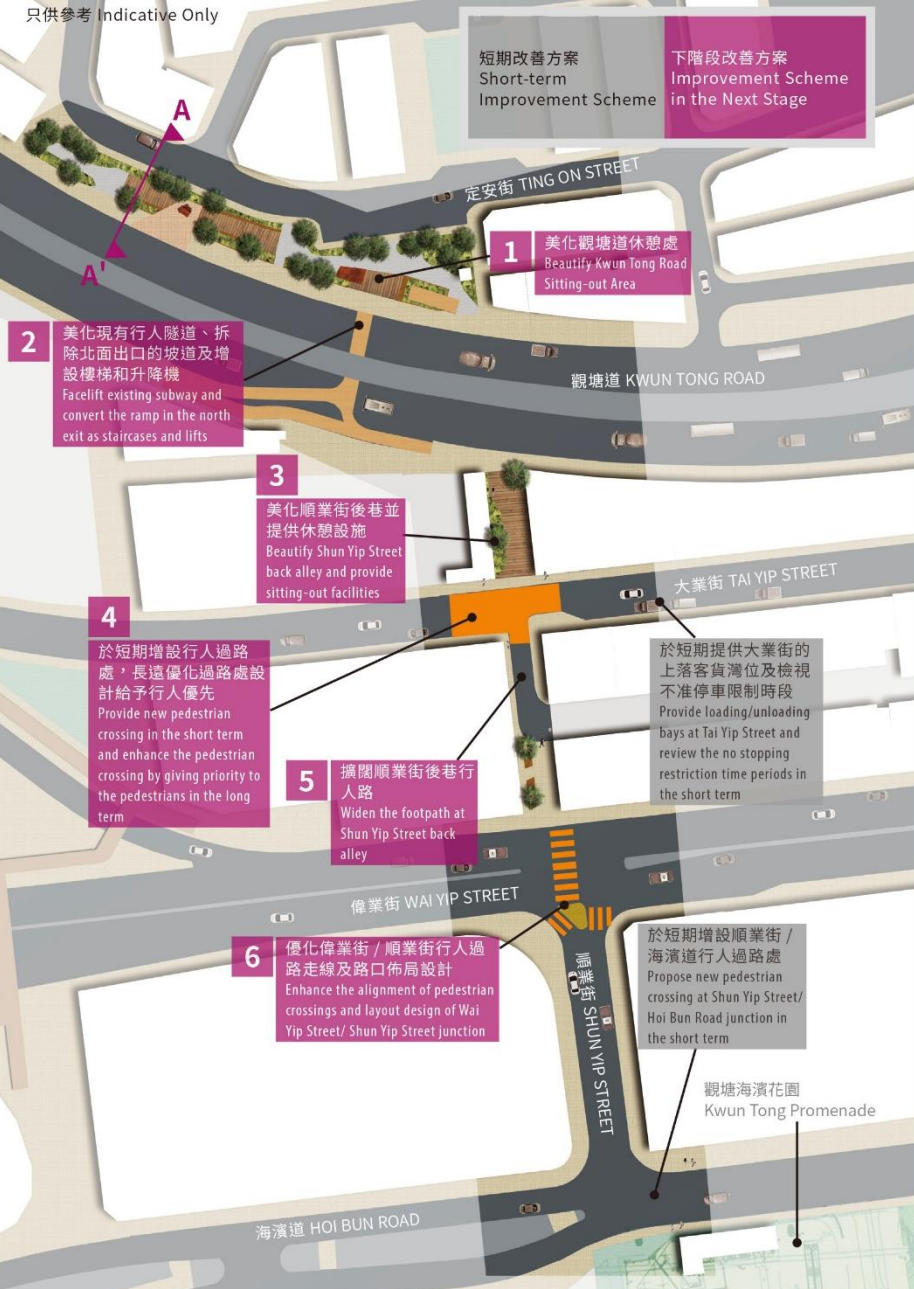 只供參考 Indicative Only
短期改善方案
Short-term
Improvement Scheme
下階段改善方案
Improvement Scheme
in the Next Stage
A
A'
定安街 TING ON STREET
1
美化觀塘道休憩處
Beautify Kwun Tong Road
Sitting-out Area
2
美化現有行人隧道、拆
除北面出口的坡道及增
設樓梯和升降機
Facelift existing subway and
convert the ramp in the north
exit as staircases and lifts
觀塘道 KWUN TONG ROAD
3
美化順業街後巷並
提供休憩設施
Beautify Shun Yip Street
back alley and provide
sitting-out facilities
大業街 TAI YIP STREET
4
於短期增設行人過路
處，長遠優化過路處設
計給予行人優先
Provide new pedestrian
crossing in the short term
and enhance the pedestrian
crossing by giving priority to
the pedestrians in the long
term
於短期提供大業街的
上落客貨灣位及檢視
不准停車限制時段
Provide loading/unloading
bays at Tai Yip Street and
review the no stopping
restriction time periods in
the short term
5
擴闊順業街後巷行
人路
Widen the footpath at
Shun Yip Street back
alley
偉業街 WAI YIP STREET
6
優化偉業街 / 順業街行人過
路走線及路口佈局設計
Enhance the alignment of pedestrian
crossings and layout design of Wai
Yip Street/ Shun Yip Street junction
順業街 SHUN YIP STREET
於短期增設順業街 /
海濱道行人過路處
Propose new pedestrian
crossing at Shun Yip Street/
Hoi Bun Road junction in
the short term
觀塘海濱花園
Kwun Tong Promenade
海濱道 HOI BUN ROAD